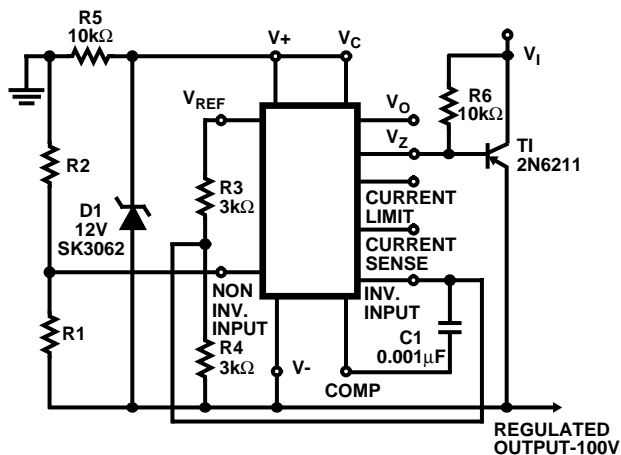 R5
10kΩ
V+
VC
VI
VREF
VO
R6
10kΩ
VZ
TI
2N6211
R2
R3
3kΩ
D1
12V
SK3062
CURRENT
LIMIT
CURRENT
SENSE
NON
INV.
INPUT
INV.
INPUT
C1
0.001μF
R1
R4
3kΩ
V-
COMP
REGULATED
OUTPUT-100V